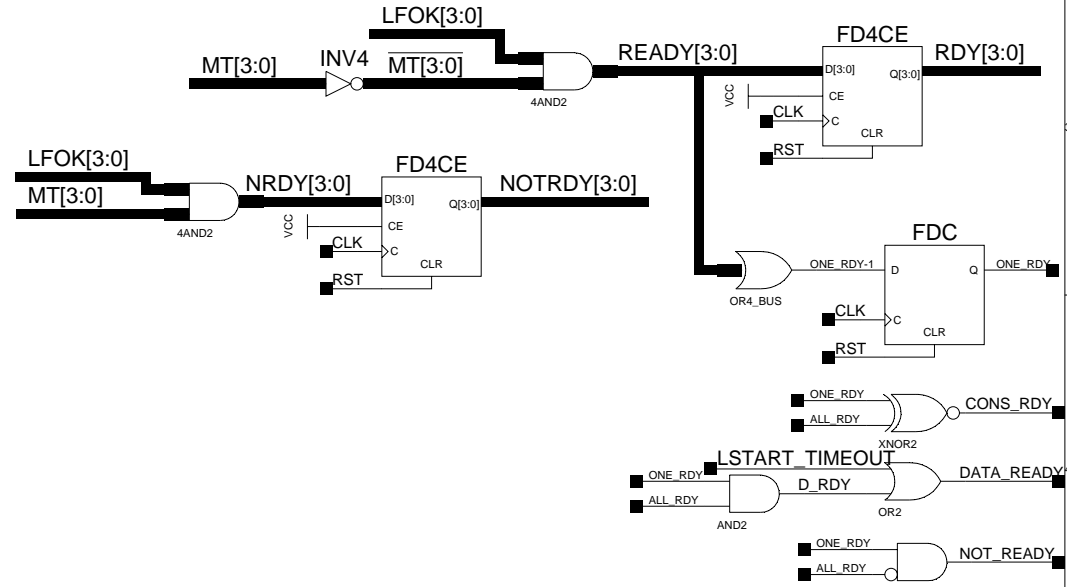 LFOK[3:0]
MT[3:0]
INV4
MT[3:0]
4AND2
READY[3:0]
FD4CE
RDY[3:0]
D[3:0]
Q[3:0]
VCC
CE
CLK
C
CLR
RST
LFOK[3:0]
MT[3:0]
4AND2
NRDY[3:0]
FD4CE
NOTRDY[3:0]
D[3:0]
Q[3:0]
VCC
CE
CLK
C
CLR
RST
OR4_BUS
ONE_RDY-1
FDC
D
Q
ONE_RDY
CLK
C
CLR
RST
ONE_RDY
ALL_RDY
XNOR2
CONS_RDY
LSTART_TIMEOUT
ONE_RDY
ALL_RDY
AND2
D_RDY
OR2
DATA_READY
ONE_RDY
ALL_RDY
NOT_READY